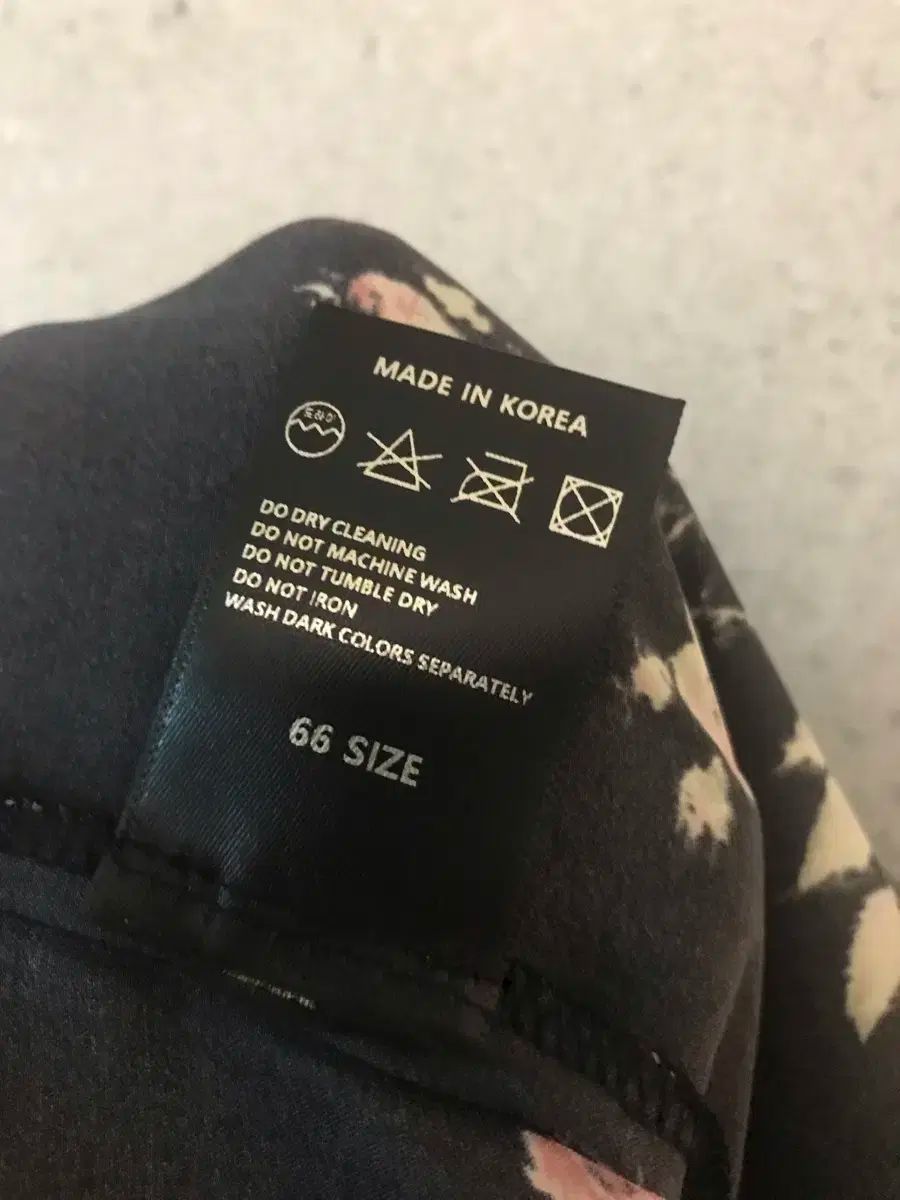 MADE IN KOREA
DO DRY CLEANING
DO NOT MACHINE WASH
DO NOT TUMBLE DRY
DO NOT IRON
WASH DARK COLORS SEPARATELY
66 SIZE